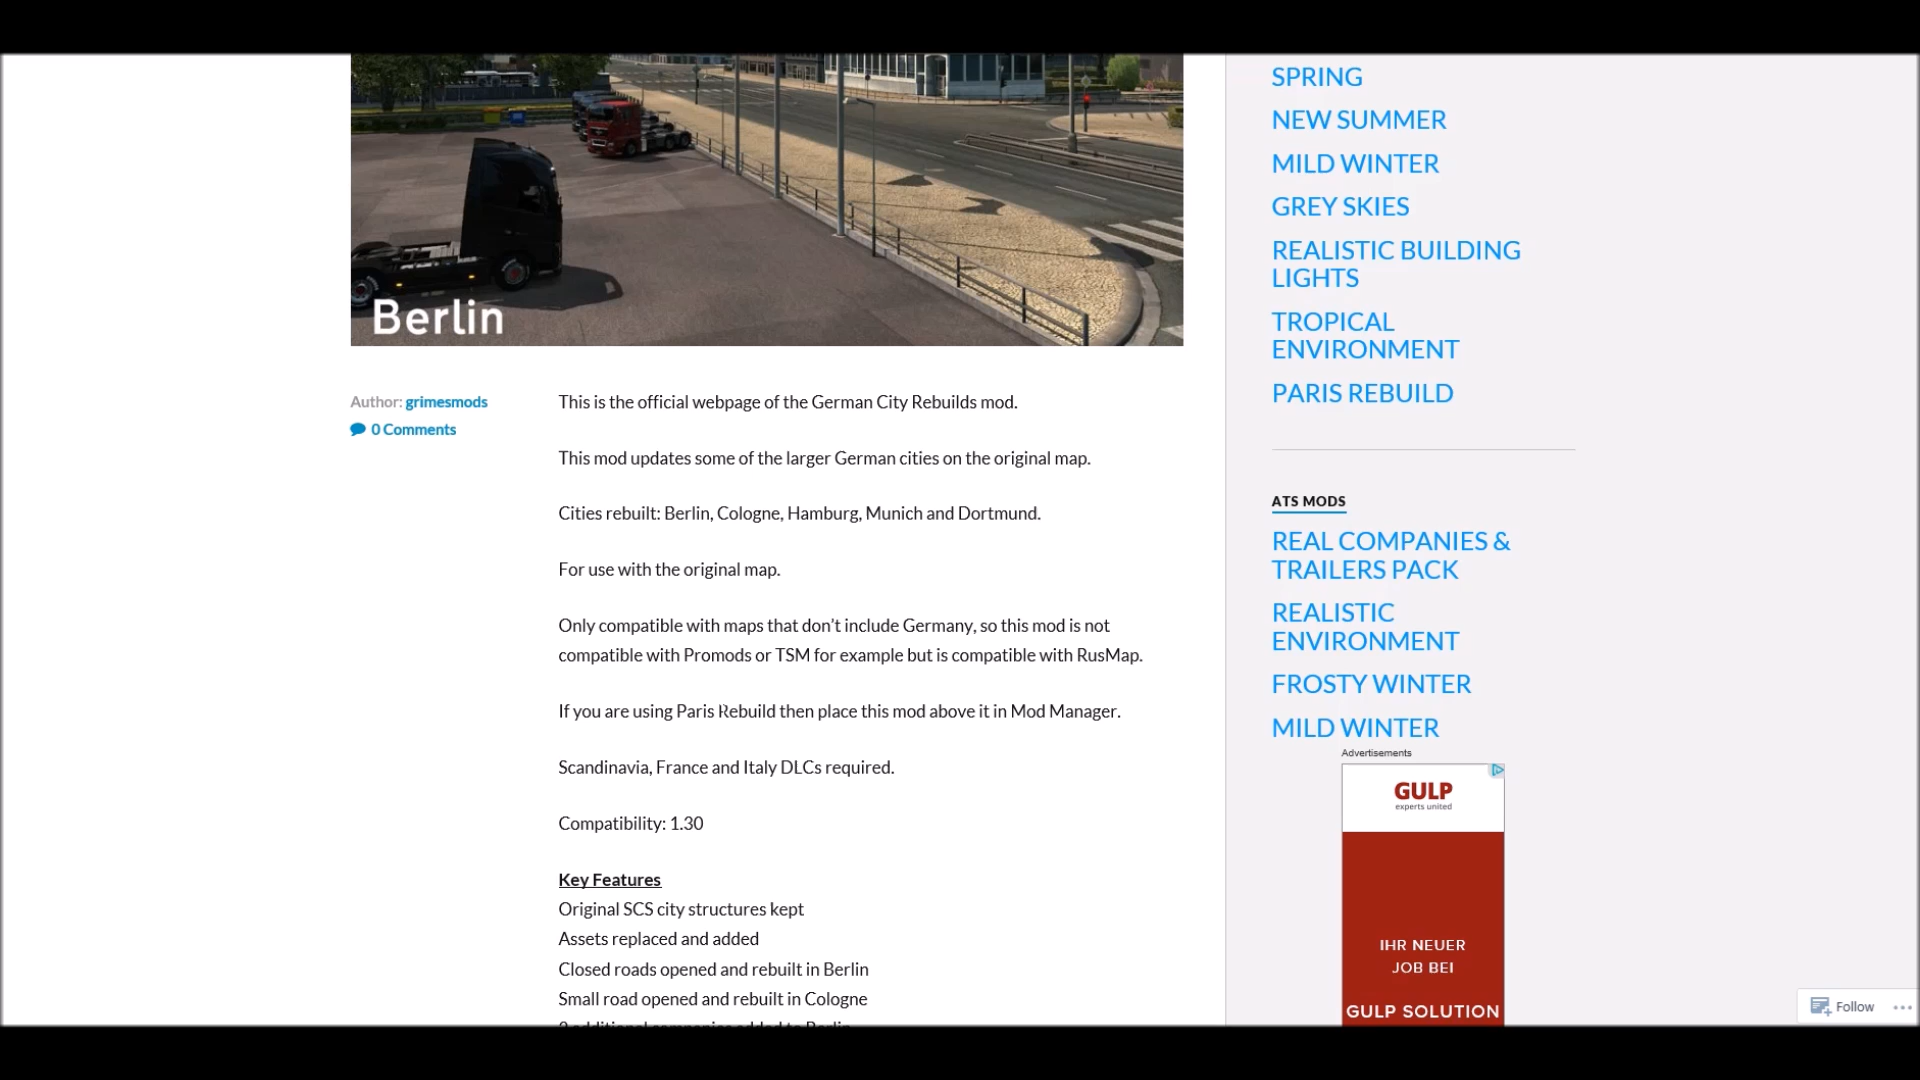 Berlin
Author: grimesmods
0 Comments
This is the official webpage of the German City Rebuilds mod.
This mod updates some of the larger German cities on the original map.
Cities rebuilt: Berlin, Cologne, Hamburg, Munich and Dortmund.
For use with the original map.
Only compatible with maps that don’t include Germany, so this mod is not
compatible with Promods or TSM for example but is compatible with RusMap.
If you are using Paris Rebuild then place this mod above it in Mod Manager.
Scandinavia, France and Italy DLCs required.
Compatibility: 1.30
Key Features
Original SCS city structures kept
Assets replaced and added
Closed roads opened and rebuilt in Berlin
Small road opened and rebuilt in Cologne
additional companies added to Berlin
SPRING
NEW SUMMER
MILD WINTER
GREY SKIES
REALISTIC BUILDING
LIGHTS
TROPICAL
ENVIRONMENT
PARIS REBUILD
ATS MODS
REAL COMPANIES &
TRAILERS PACK
REALISTIC
ENVIRONMENT
FROSTY WINTER
MILD WINTER
Advertisements
GULP
experts united
IHR NEUER
JOB BEI
GULP SOLUTION
Follow